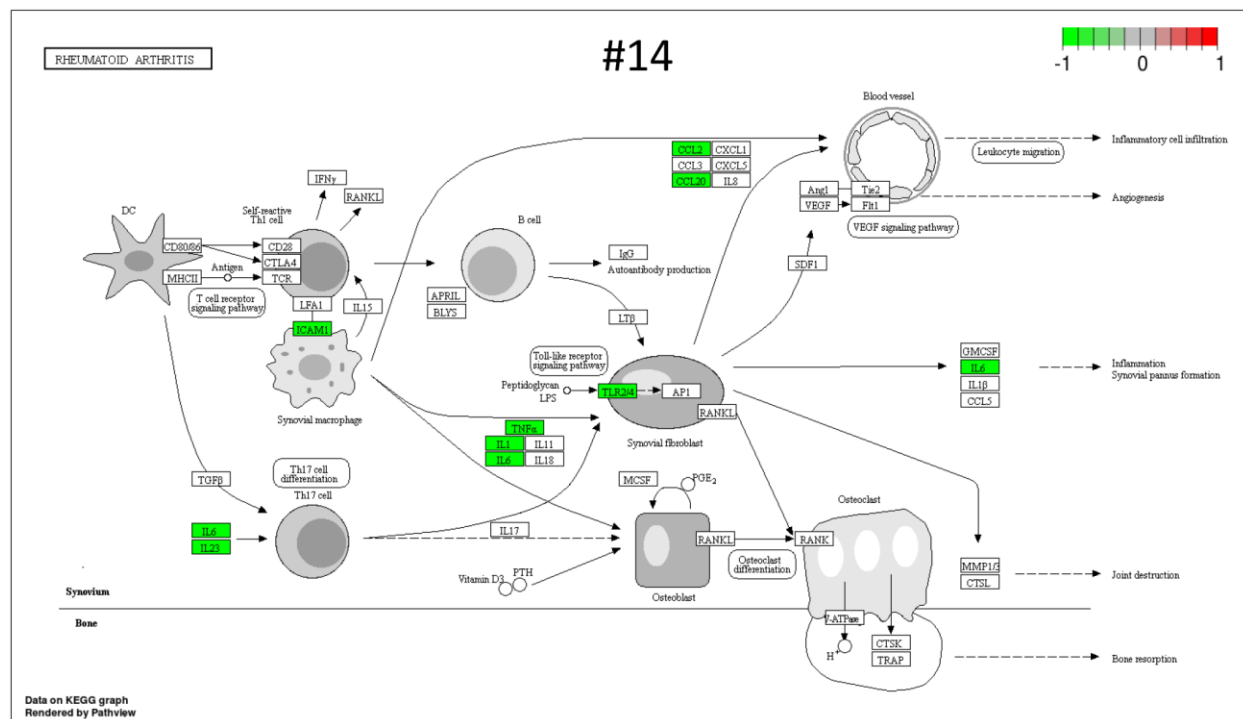 #14
RHEUMATOID ARTHRITIS
-1 0 1
Blood vessel
Inflammatory cell infiltration
Leukocyte migration
CCL2 CXCL1
CCL3 CXCL5
CCL20 IL8
Ang1 Tie2
VEGF Flt1
Angiogenesis
VEGF signaling pathway
IFNγ
RANKL
DC
Self-reactive
Th1 cell
CD80/86
CD28
CTLA4
MHCII
Antigen
TCR
T cell receptor
signaling pathway
LFA1
IL15
ICAM1
Synovial macrophage
B cell
IgG
Autoantibody production
APRIL
BLYS
LTβ
SDF1
Toll-like receptor
signaling pathway
Peptidoglycan
LPS
TLR2/4
AP1
RANKL
Synovial fibroblast
GMCSF
IL6
IL1β
CCL5
Inflammation
Synovial pannus formation
TNFα
IL1 IL11
IL6 IL18
TGFβ
Th17 cell
differentiation
Th17 cell
IL6
IL23
IL17
MCSF
PGE2
Vitamin D3
PTH
RANKL
Osteoblast
Osteoclast
differentiation
Osteoclast
RANK
MMP1/3
CTSL
Joint destruction
Synovium
Bone
V-ATPase
H+
CTSK
TRAP
Bone resorption
Data on KEGG graph
Rendered by Pathview